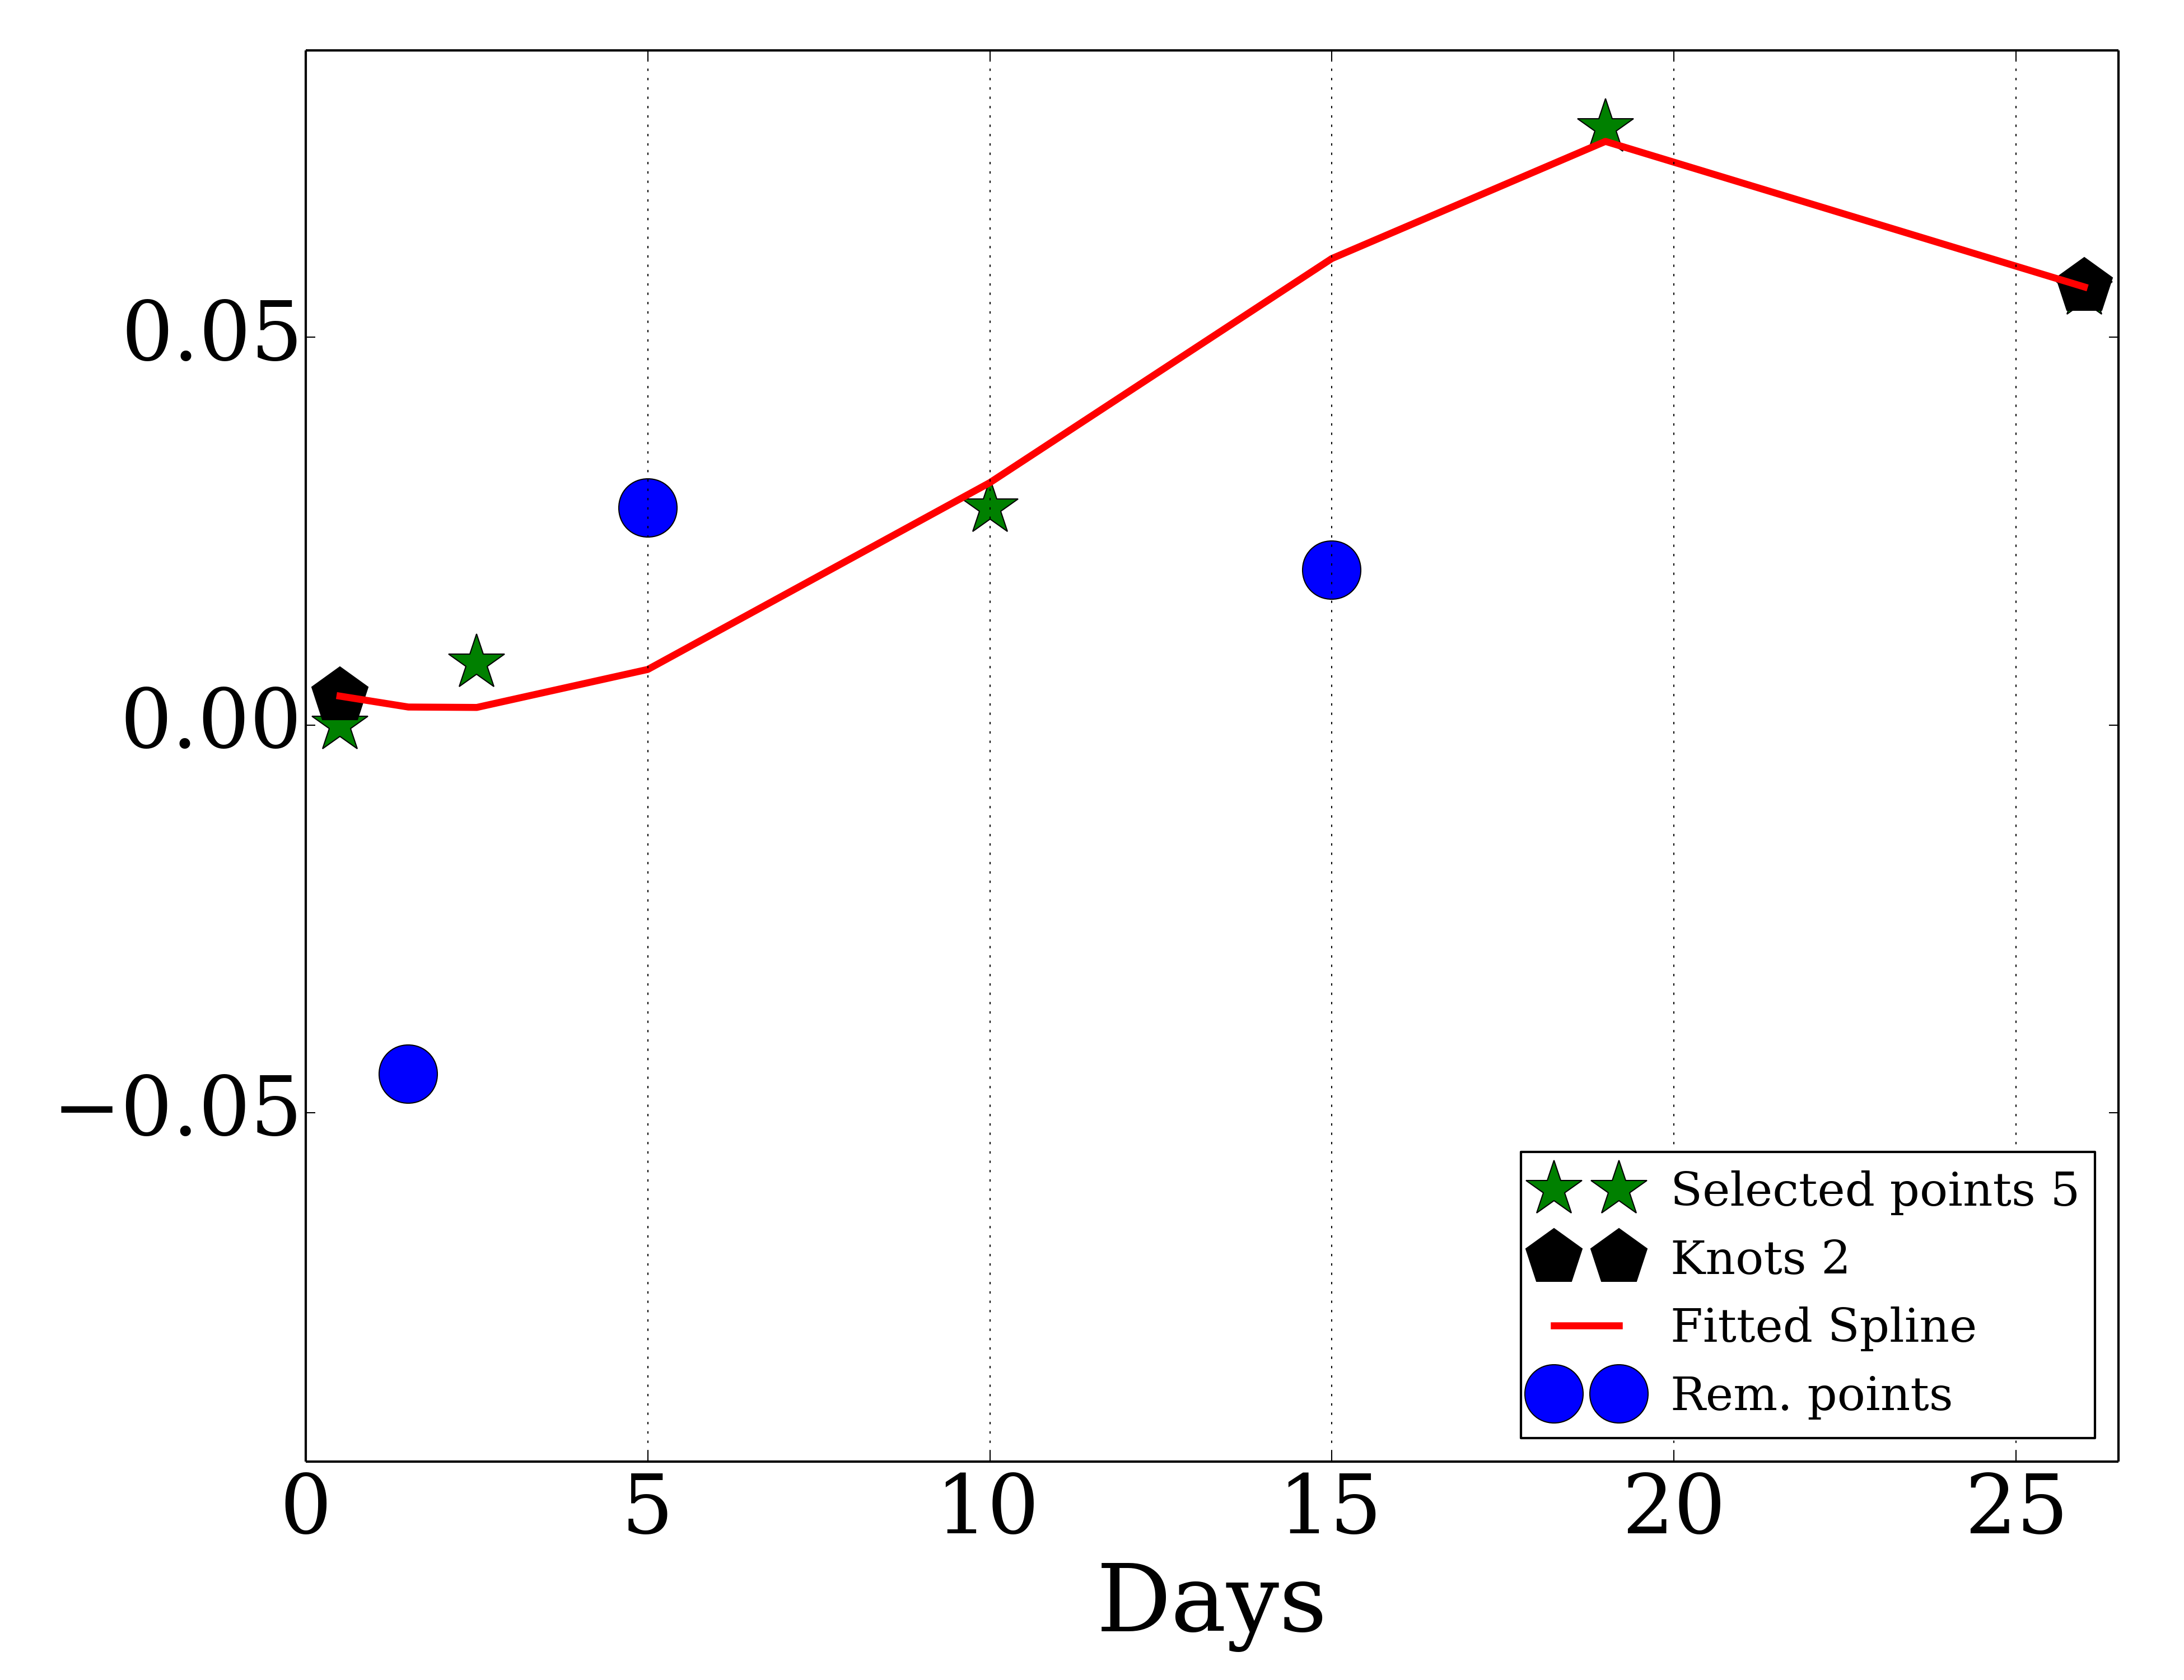 0.05
0.00
−0.05
Selected points 5
Knots 2
Fitted Spline
Rem. points
0 5 10 15 20 25
Days